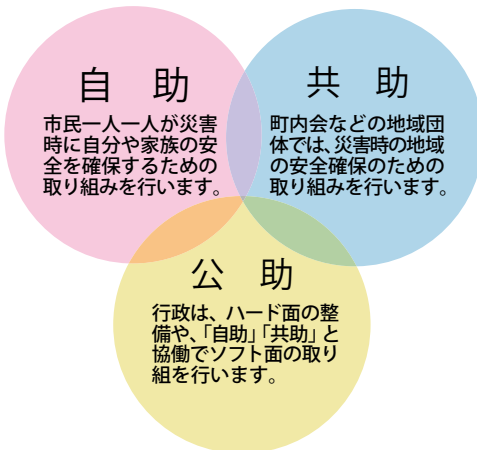 自　助
市民一人一人が災害
時に自分や家族の安
全を確保するための
取り組みを行います。
共　助
町内会などの地域団
体では、災害時の地域
の安全確保のための
取り組みを行います。
公　助
行政は、ハード面の整
備や、「自助」「共助」と
協働でソフト面の取り
組を行います。